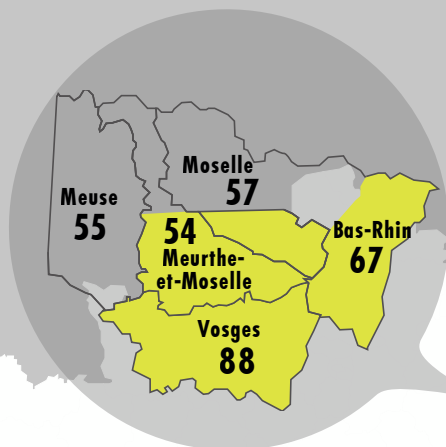 Moselle
57
Meuse
55
54
Meurthe-
et-Moselle
Bas-Rhin
67
Vosges
88